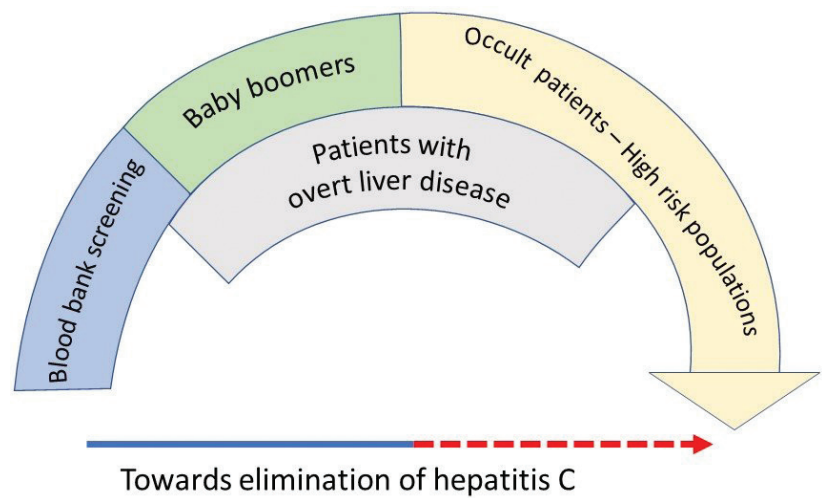 Blood bank screening
Baby boomers
Occult patients – High risk populations
Patients with
overt liver disease
Towards elimination of hepatitis C